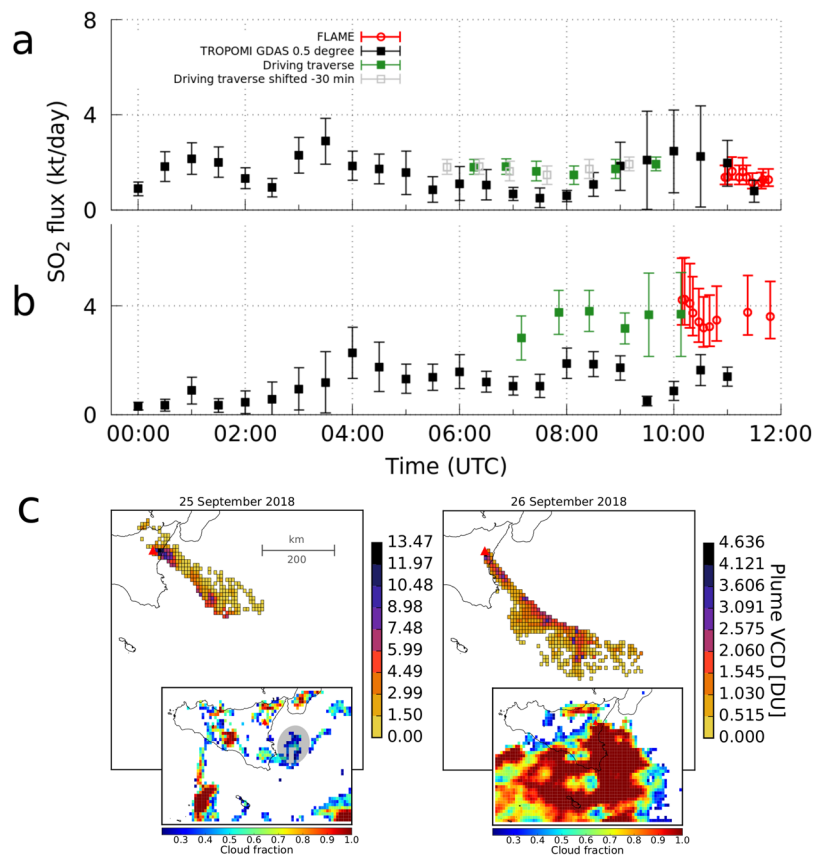 a
8
4
0
SO2 flux (kt/day)
FLAME
TROPOMI GDAS 0.5 degree
Driving traverse
Driving traverse shifted -30 min
b
4
0
00:00 02:00 04:00 06:00 08:00 10:00 12:00
Time (UTC)
c
25 September 2018
km
200
13.47
11.97
10.48
8.98
7.48
5.99
4.49
2.99
1.50
0.00
0.3 0.4 0.5 0.6 0.7 0.8 0.9 1.0
Cloud fraction
26 September 2018
4.636
4.121
3.606
3.091
2.575
2.060
1.545
1.030
0.515
0.000
Plume VCD [DU]
0.3 0.4 0.5 0.6 0.7 0.8 0.9 1.0
Cloud fraction